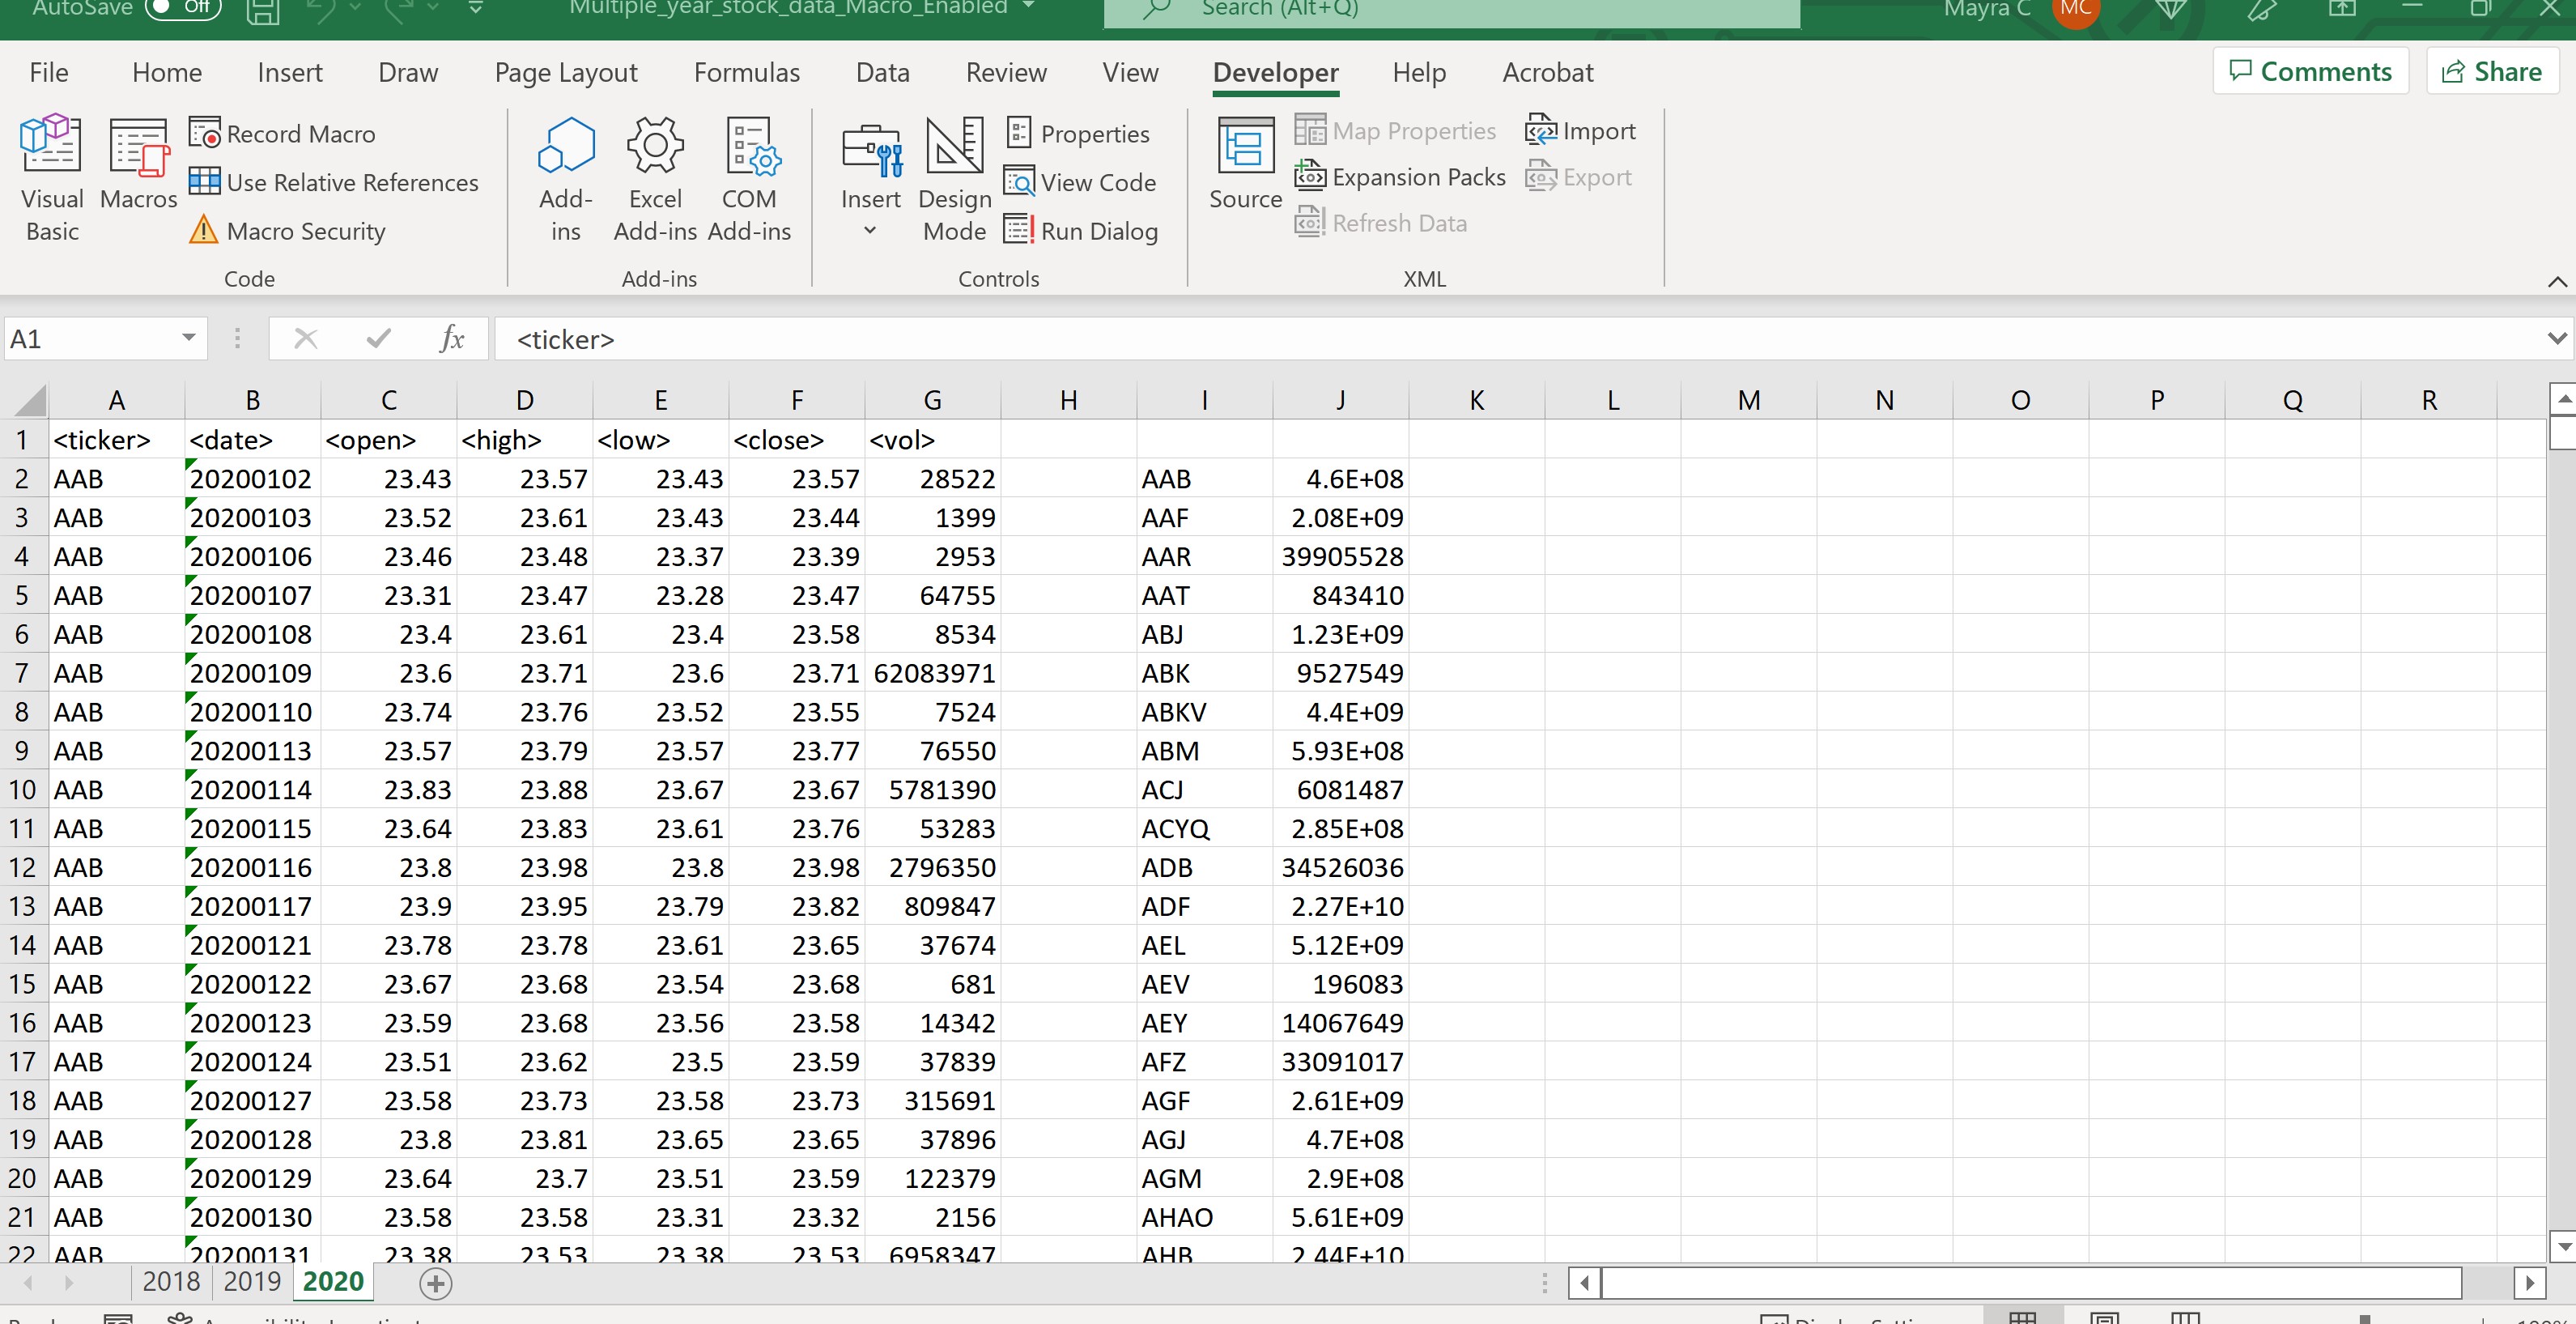 AutoSave Off Multiple_year_stock_data_Macro_Enabled Search (Alt+Q) Mayra C MC
File Home Insert Draw Page Layout Formulas Data Review View Developer Help Acrobat Comments Share
Visual Basic
Macros
Record Macro
Use Relative References
Macro Security
Code
Add-ins
Excel Add-ins
COM Add-ins
Add-ins
Insert
Design Mode
Properties
View Code
Run Dialog
Controls
Source
Map Properties
Expansion Packs
Refresh Data
Import
Export
XML
A1 fx <ticker>
A B C D E F G H I J K L M N O P Q R
1 <ticker> <date> <open> <high> <low> <close> <vol>
2 AAB 20200102 23.43 23.57 23.43 23.57 28522 AAB 4.6E+08
3 AAB 20200103 23.52 23.61 23.43 23.44 1399 AAF 2.08E+09
4 AAB 20200106 23.46 23.48 23.37 23.39 2953 AAR 39905528
5 AAB 20200107 23.31 23.47 23.28 23.47 64755 AAT 843410
6 AAB 20200108 23.4 23.61 23.4 23.58 8534 ABJ 1.23E+09
7 AAB 20200109 23.6 23.71 23.6 23.71 62083971 ABK 9527549
8 AAB 20200110 23.74 23.76 23.52 23.55 7524 ABKV 4.4E+09
9 AAB 20200113 23.57 23.79 23.57 23.77 76550 ABM 5.93E+08
10 AAB 20200114 23.83 23.88 23.67 23.67 5781390 ACJ 6081487
11 AAB 20200115 23.64 23.83 23.61 23.76 53283 ACYQ 2.85E+08
12 AAB 20200116 23.8 23.98 23.8 23.98 2796350 ADB 34526036
13 AAB 20200117 23.9 23.95 23.79 23.82 809847 ADF 2.27E+10
14 AAB 20200121 23.78 23.78 23.61 23.65 37674 AEL 5.12E+09
15 AAB 20200122 23.67 23.68 23.54 23.68 681 AEV 196083
16 AAB 20200123 23.59 23.68 23.56 23.58 14342 AEY 14067649
17 AAB 20200124 23.51 23.62 23.5 23.59 37839 AFZ 33091017
18 AAB 20200127 23.58 23.73 23.58 23.73 315691 AGF 2.61E+09
19 AAB 20200128 23.8 23.81 23.65 23.65 37896 AGJ 4.7E+08
20 AAB 20200129 23.64 23.7 23.51 23.59 122379 AGM 2.9E+08
21 AAB 20200130 23.58 23.58 23.31 23.32 2156 AHAO 5.61E+09
22 AAB 20200131 23.38 23.53 23.38 23.53 6958347 AHB 2.44E+10
2018 2019 2020